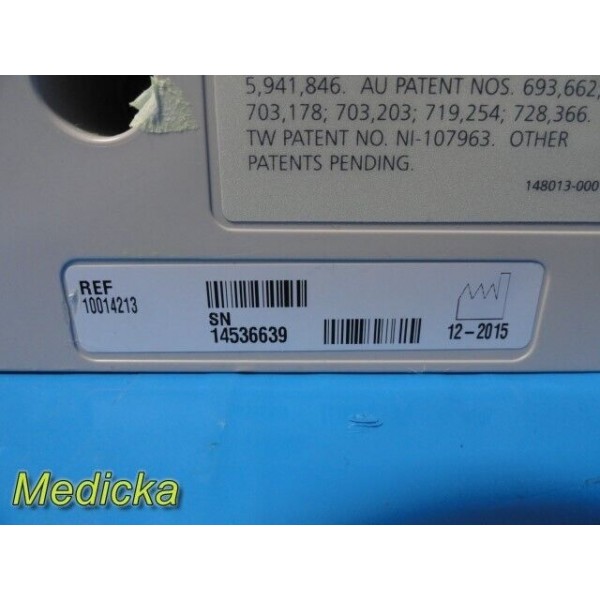 5,941,846. AU PATENT NOS. 693,662,
703,178; 703,203; 719,254; 728,366.
TW PATENT NO. NI-107963. OTHER
PATENTS PENDING.
148013-000
REF
10014213
SN
14536639
12-2015
Medicka